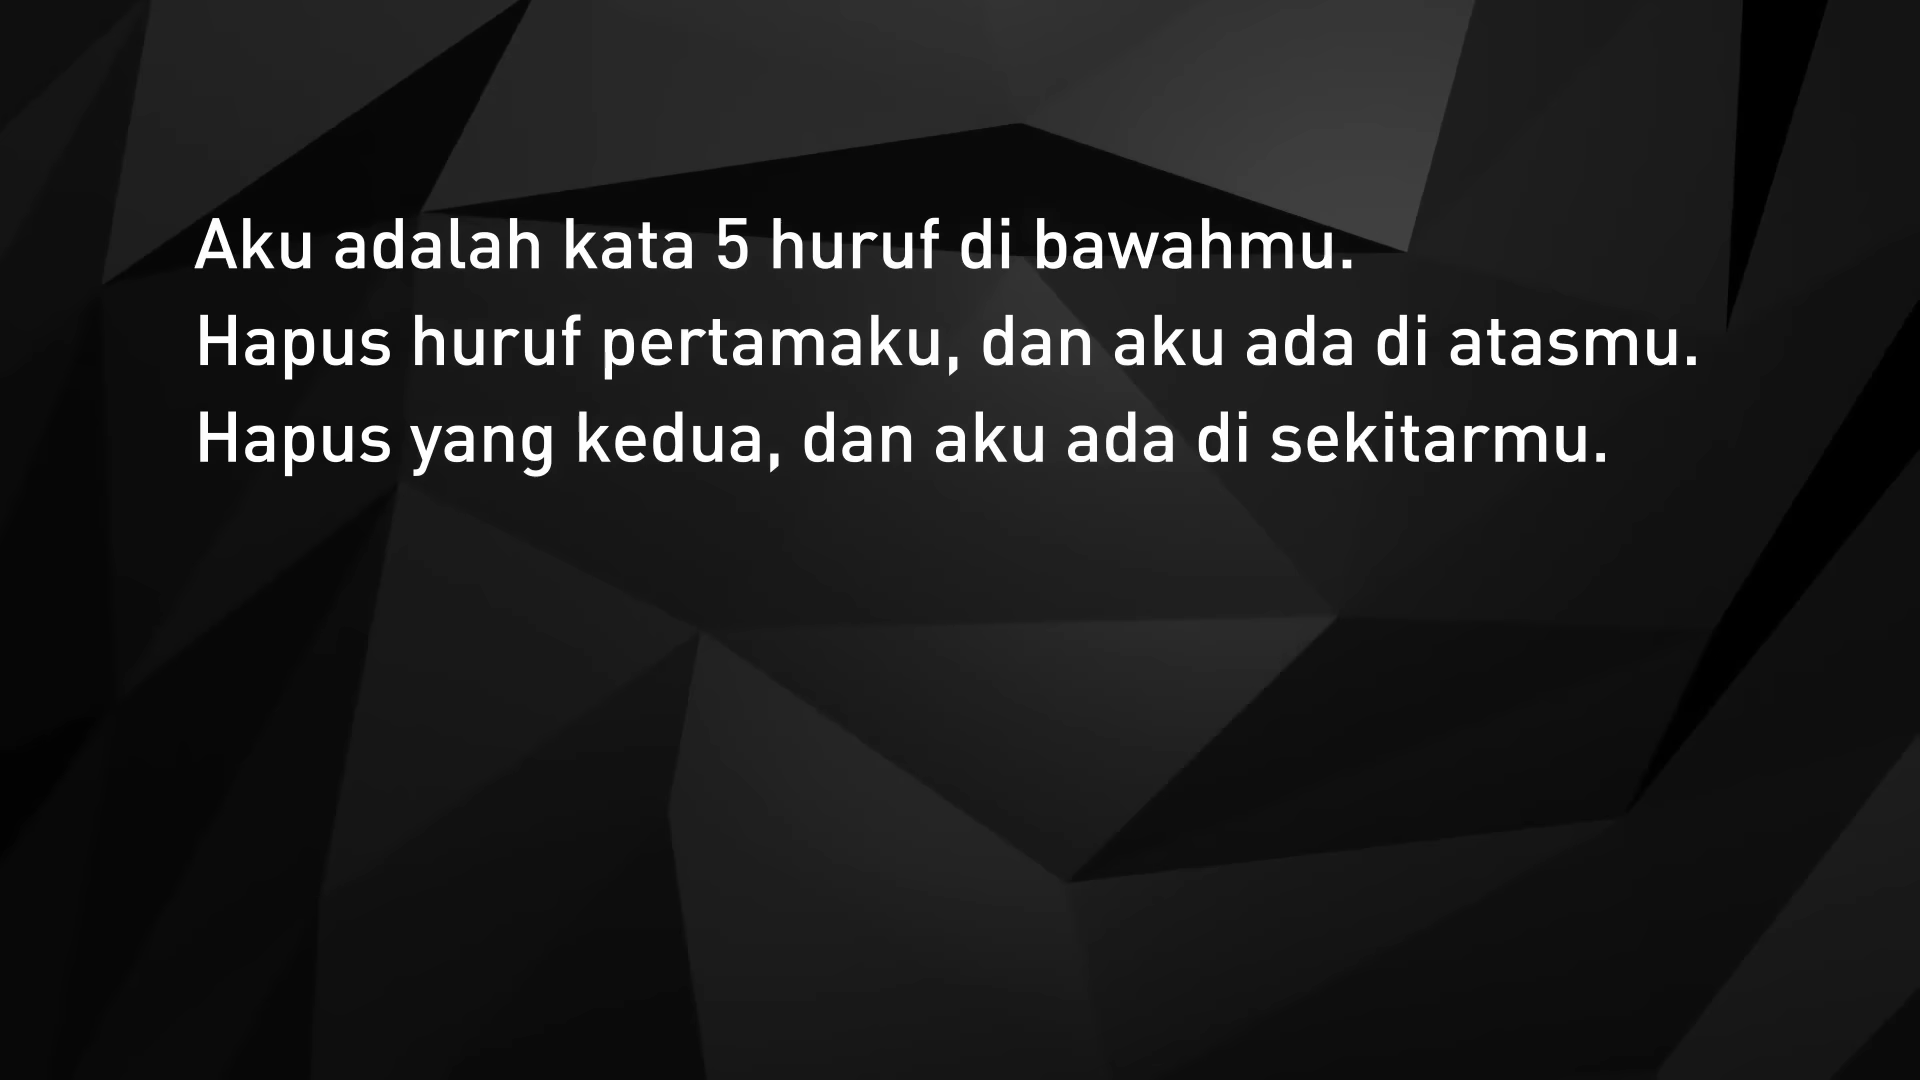 Aku adalah kata 5 huruf di bawahmu.
Hapus huruf pertamaku, dan aku ada di atasmu.
Hapus yang kedua, dan aku ada di sekitarmu.